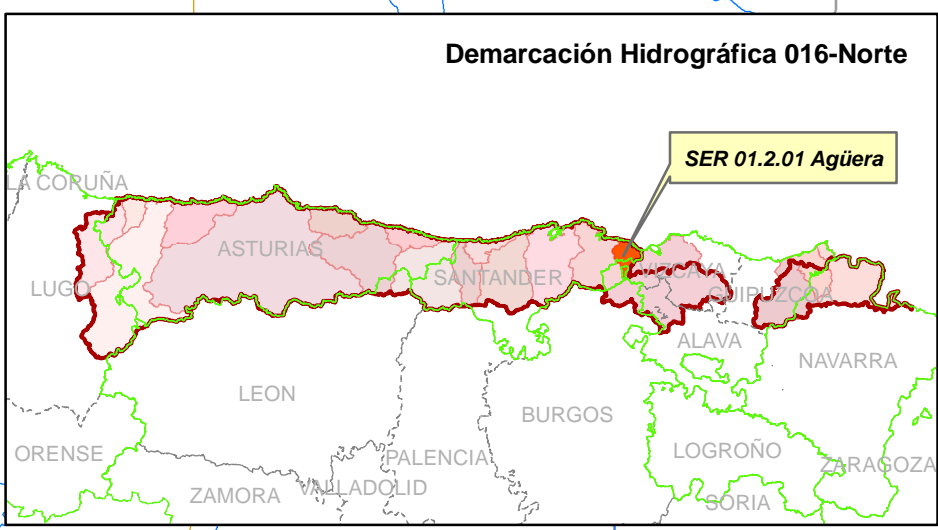 Demarcación Hidrográfica 016-Norte
SER 01.2.01 Agüera
LA CORUÑA
ASTURIAS
SANTANDER
VIZCAYA
GUIPUZCOA
LUGO
ALAVA
NAVARRA
LEON
BURGOS
ORENSE
PALENCIA
LOGROÑO
ZARAGOZA
ZAMORA
VALLADOLID
SORIA